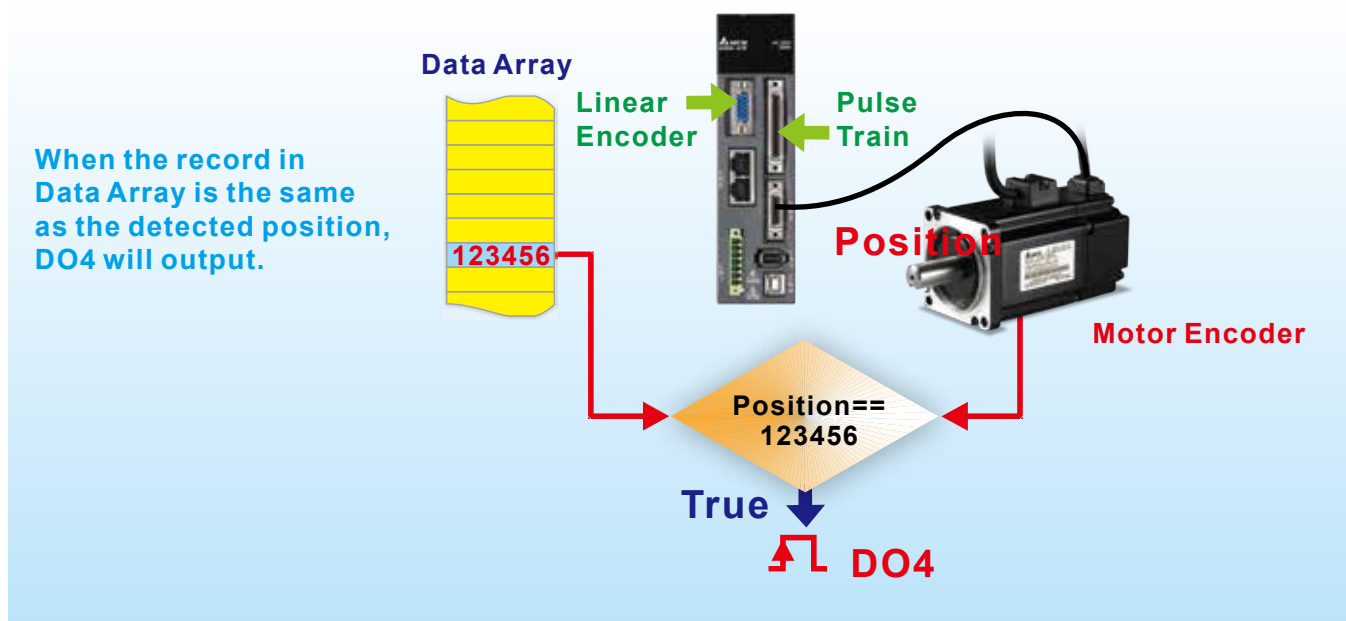 Data Array
Linear
Encoder
Pulse
Train
When the record in
Data Array is the same
as the detected position,
DO4 will output.
123456
Position
Motor Encoder
Position==
123456
True
DO4